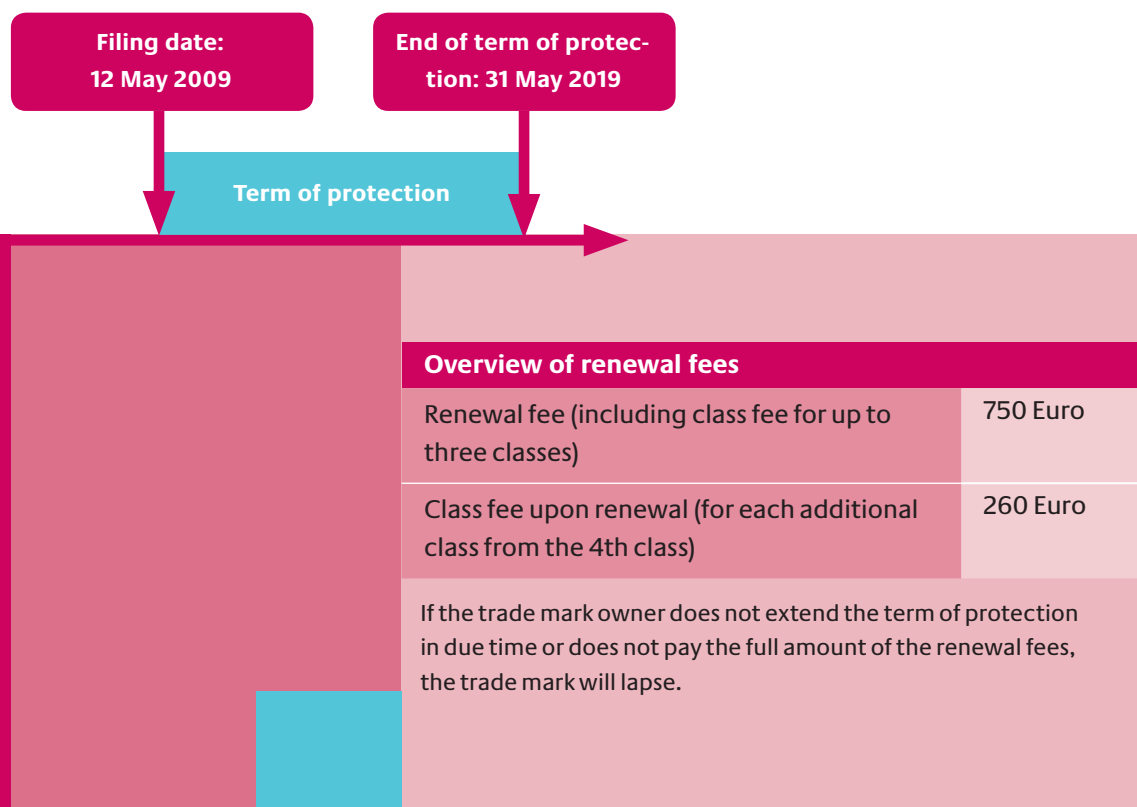 Filing date:
12 May 2009
End of term of protec-
tion: 31 May 2019
Term of protection
Overview of renewal fees
Renewal fee (including class fee for up to
three classes)
750 Euro
Class fee upon renewal (for each additional
class from the 4th class)
260 Euro
If the trade mark owner does not extend the term of protection
in due time or does not pay the full amount of the renewal fees,
the trade mark will lapse.